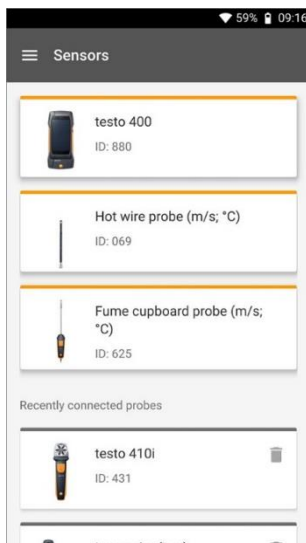 59% 09:16
Sensors
testo 400
ID: 880
Hot wire probe (m/s; °C)
ID: 069
Fume cupboard probe (m/s;
°C)
ID: 625
Recently connected probes
testo 410i
ID: 431